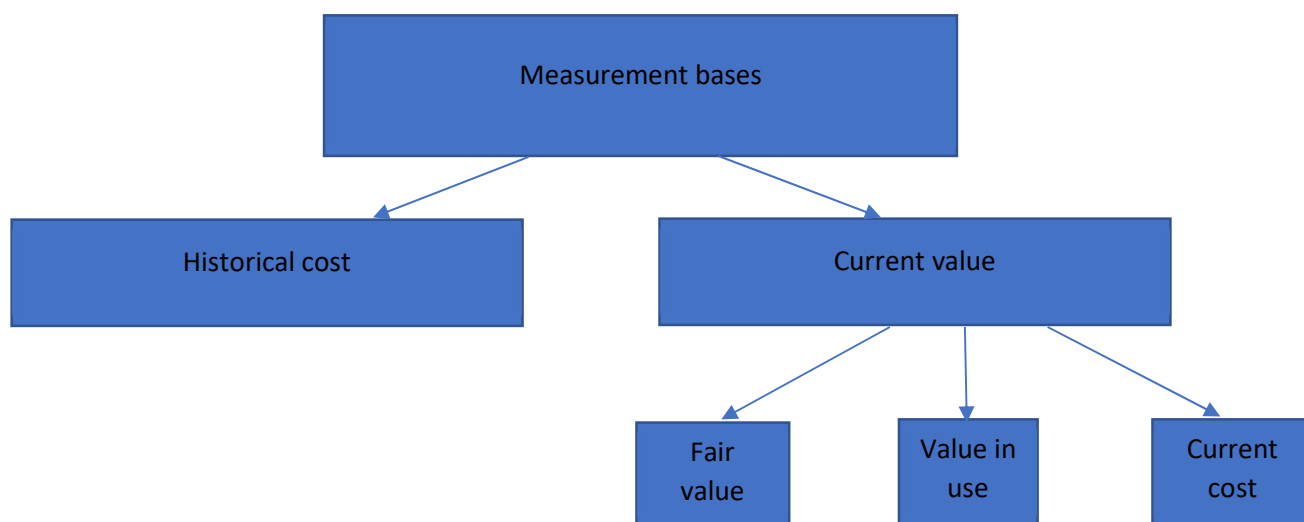 Measurement bases
Historical cost
Current value
Fair
value
Value in
use
Current
cost